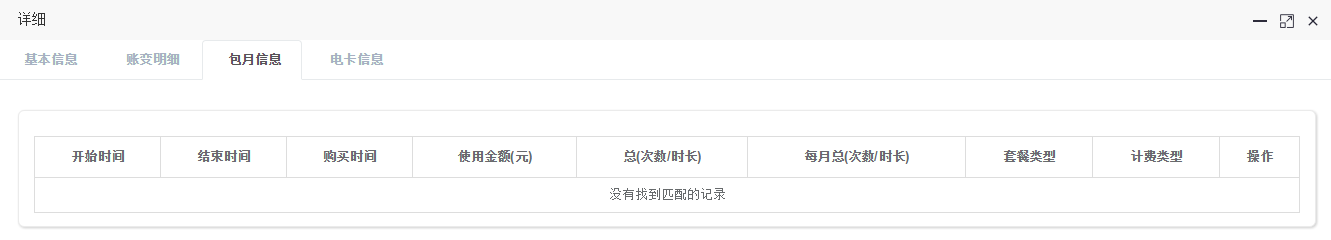 详细
基本信息 账变明细 包月信息 电卡信息
开始时间 结束时间 购买时间 使用金额(元) 总(次数/时长) 每月总(次数/时长) 套餐类型 计费类型 操作
没有找到匹配的记录